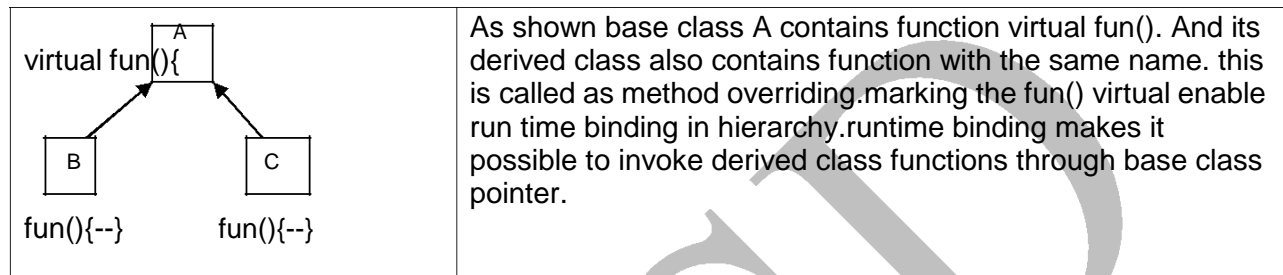 A
virtual fun(){
B
C
fun(){--}
fun(){--}
As shown base class A contains function virtual fun(). And its
derived class also contains function with the same name. this
is called as method overriding.marking the fun() virtual enable
run time binding in hierarchy.runtime binding makes it
possible to invoke derived class functions through base class
pointer.